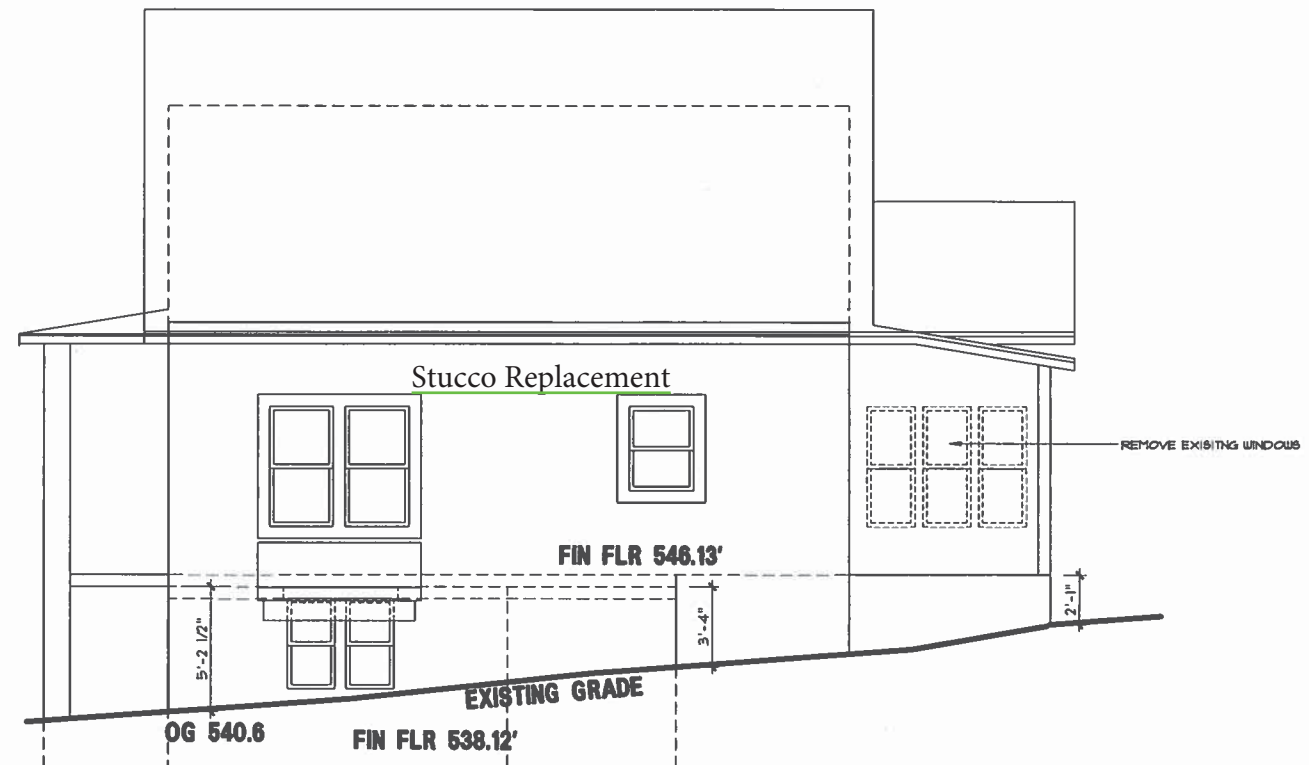 Stucco Replacement
REMOVE EXISITNG WINDOWS
FIN FLR 546.13'
5'-2 1/2"
3'-4"
2'-1"
EXISTING GRADE
OG 540.6
FIN FLR 538.12'